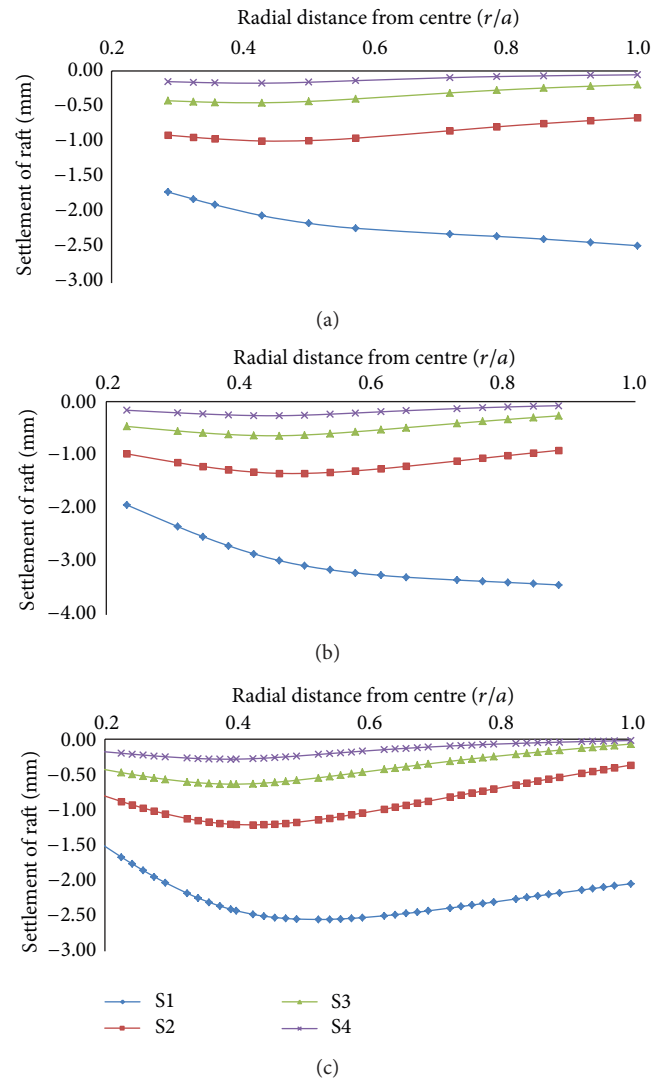 Radial distance from centre (r/a)
0.2 0.4 0.6 0.8 1.0
0.00
−0.50
−1.00
−1.50
−2.00
−2.50
−3.00
Settlement of raft (mm)
(a)
Radial distance from centre (r/a)
0.2 0.4 0.6 0.8 1.0
0.00
−1.00
−2.00
−3.00
−4.00
Settlement of raft (mm)
(b)
Radial distance from centre (r/a)
0.2 0.4 0.6 0.8 1.0
0.00
−0.50
−1.00
−1.50
−2.00
−2.50
−3.00
Settlement of raft (mm)
S1 S3
S2 S4
(c)